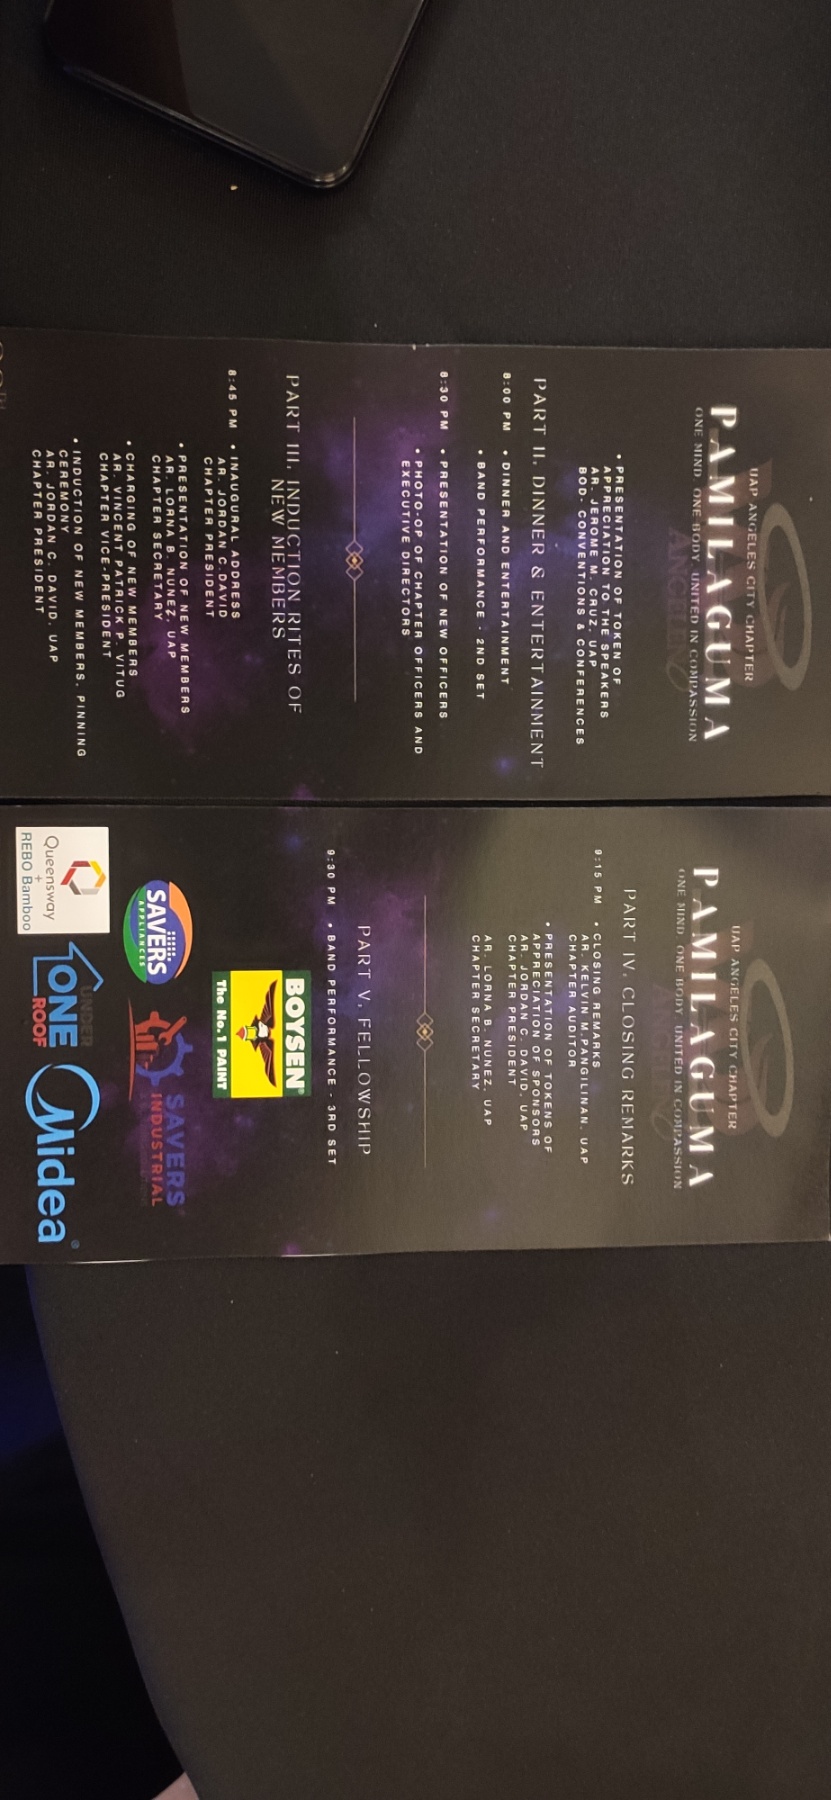 UAP ANGELES CITY CHAPTER
PAMILAGUMA
ONE MIND, ONE BODY, UNITED IN COMPASSION
• PRESENTATION OF TOKEN OF
APPRECIATION TO THE SPEAKERS
AR. JEROME M. CRUZ, UAP
BOD- CONVENTIONS & CONFERENCES
PART II. DINNER & ENTERTAINMENT
8:00 PM • DINNER AND ENTERTAINMENT
• BAND PERFORMANCE - 2ND SET
8:30 PM • PRESENTATION OF NEW OFFICERS
• PHOTO-OP OF CHAPTER OFFICERS AND
EXECUTIVE DIRECTORS
PART III. INDUCTION RITES OF
NEW MEMBERS
8:45 PM • INAUGURAL ADDRESS
AR. JORDAN C. DAVID
CHAPTER PRESIDENT
• PRESENTATION OF NEW MEMBERS
AR. LORNA B. NUNEZ, UAP
CHAPTER SECRETARY
• CHARGING OF NEW MEMBERS
AR. VINCENT PATRICK P. VITUG
CHAPTER VICE-PRESIDENT
• INDUCTION OF NEW MEMBERS, PINNING
CEREMONY
AR. JORDAN C. DAVID, UAP
CHAPTER PRESIDENT
UAP ANGELES CITY CHAPTER
PAMILAGUMA
ONE MIND, ONE BODY, UNITED IN COMPASSION
PART IV. CLOSING REMARKS
9:15 PM • CLOSING REMARKS
AR. KELVIN M. PANGILINAN, UAP
CHAPTER AUDITOR
• PRESENTATION OF TOKENS OF
APPRECIATION OF SPONSORS
AR. JORDAN C. DAVID, UAP
CHAPTER PRESIDENT
AR. LORNA B. NUNEZ, UAP
CHAPTER SECRETARY
PART V. FELLOWSHIP
9:30 PM • BAND PERFORMANCE - 3RD SET
BOYSEN®
The No.1 PAINT
SAVERS
APPLIANCES
SAVERS
INDUSTRIAL
Queensway
+
REBO Bamboo
UNDER
ONE
ROOF
Midea®